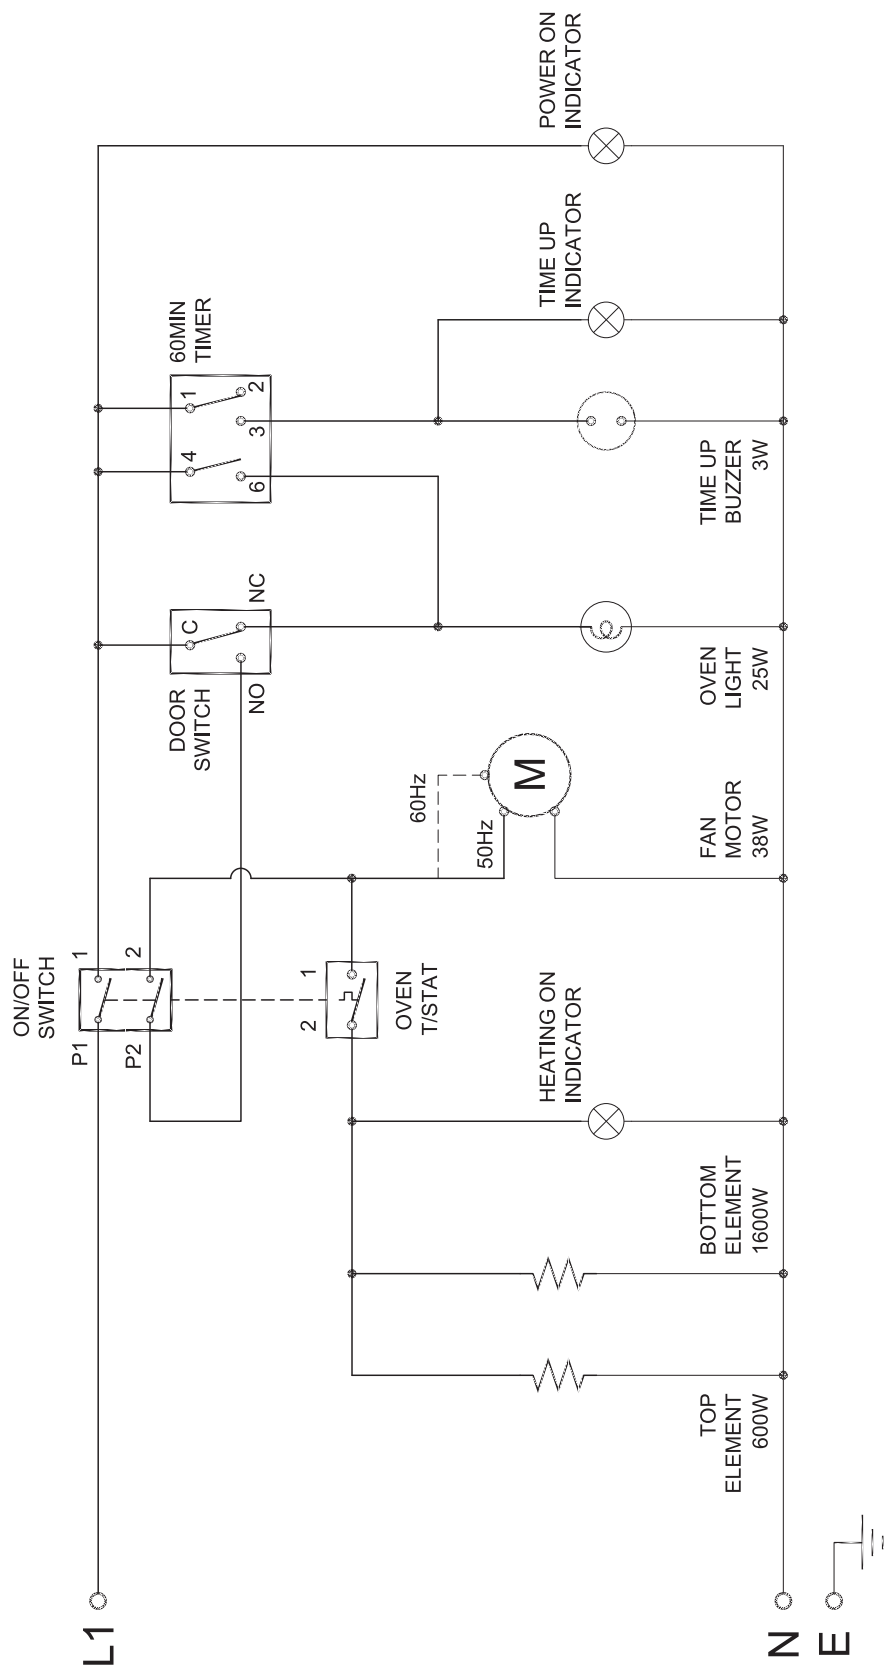 POWER ON
INDICATOR
TIME UP
INDICATOR
60MIN
TIMER
1
2
3
4
6
TIME UP
BUZZER
3W
DOOR
SWITCH
C
NC
NO
OVEN
LIGHT
25W
60Hz
50Hz
M
FAN
MOTOR
38W
ON/OFF
SWITCH
P1
1
P2
2
2
1
OVEN
T/STAT
HEATING ON
INDICATOR
BOTTOM
ELEMENT
1600W
TOP
ELEMENT
600W
L1
N
E